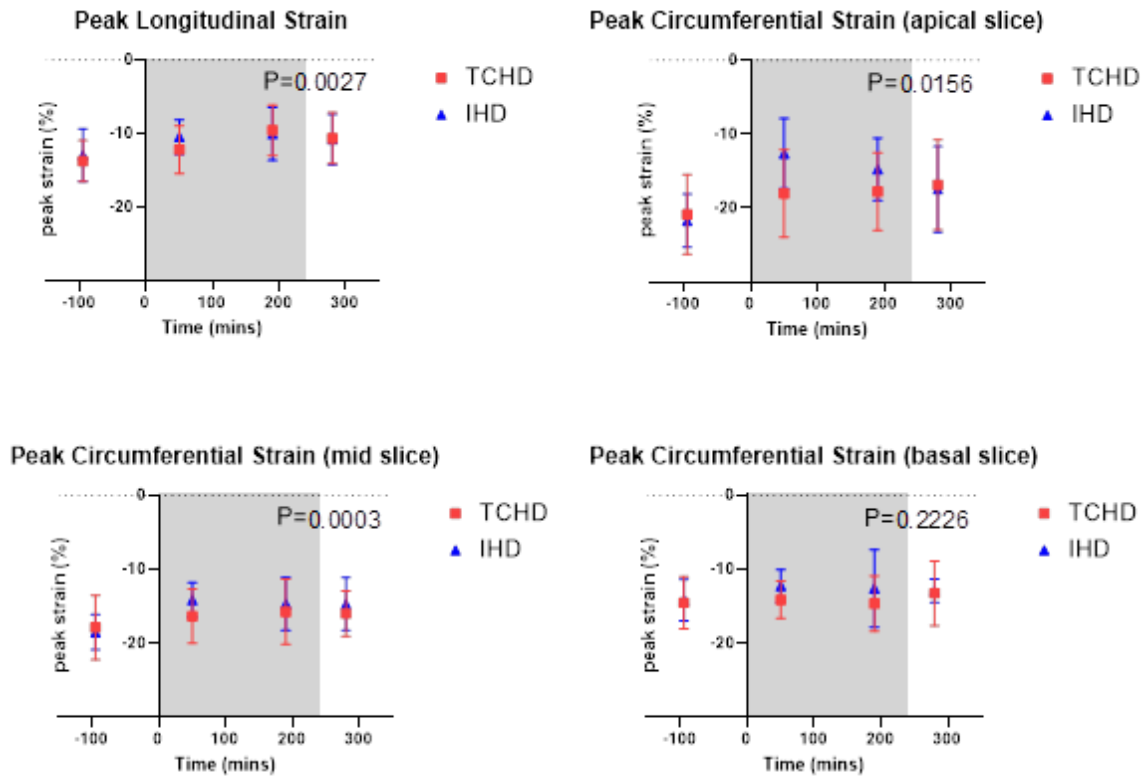 Peak Longitudinal Strain
0
-10
-20
peak strain (%)
P=0.0027
TCHD
IHD
-100 0 100 200 300
Time (mins)
Peak Circumferential Strain (apical slice)
0
-10
-20
peak strain (%)
P=0.0156
TCHD
IHD
-100 0 100 200 300
Time (mins)
Peak Circumferential Strain (mid slice)
0
-10
-20
peak strain (%)
P=0.0003
TCHD
IHD
-100 0 100 200 300
Time (mins)
Peak Circumferential Strain (basal slice)
0
-10
-20
peak strain (%)
P=0.2226
TCHD
IHD
-100 0 100 200 300
Time (mins)